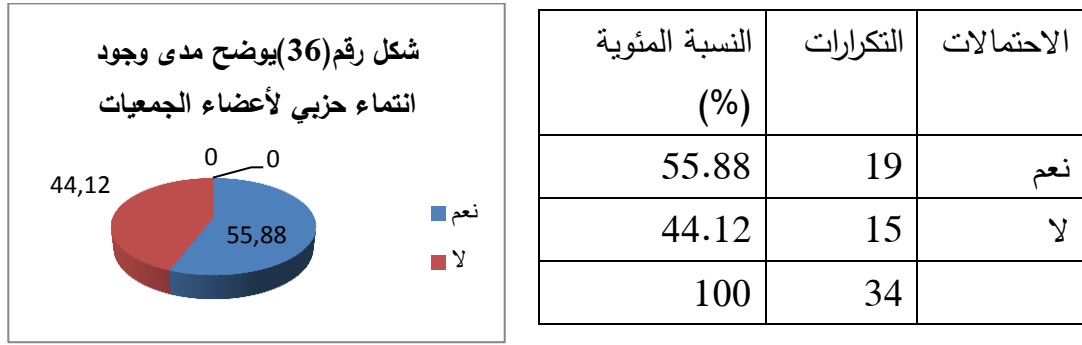 شكل رقم(36)يوضح مدى وجود
انتماء حزبي لأعضاء الجمعيات
0 0
44,12
55,88
نعم
لا
الاحتمالات التكرارات النسبة المئوية
(%)
نعم 19 55.88
لا 15 44.12
34 100